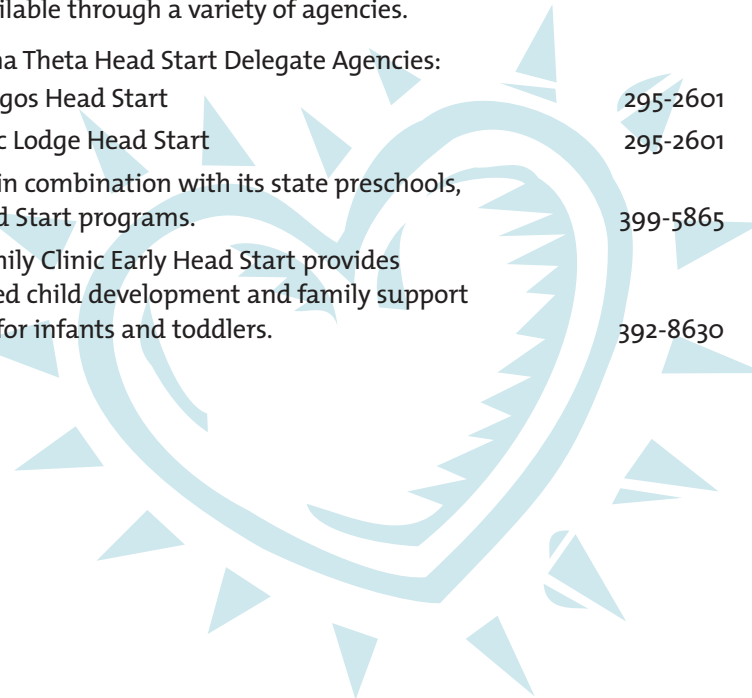 ilable through a variety of agencies.
na Theta Head Start Delegate Agencies:
gos Head Start 295-2601
c Lodge Head Start 295-2601
in combination with its state preschools,
d Start programs. 399-5865
nily Clinic Early Head Start provides
ed child development and family support
for infants and toddlers. 392-8630